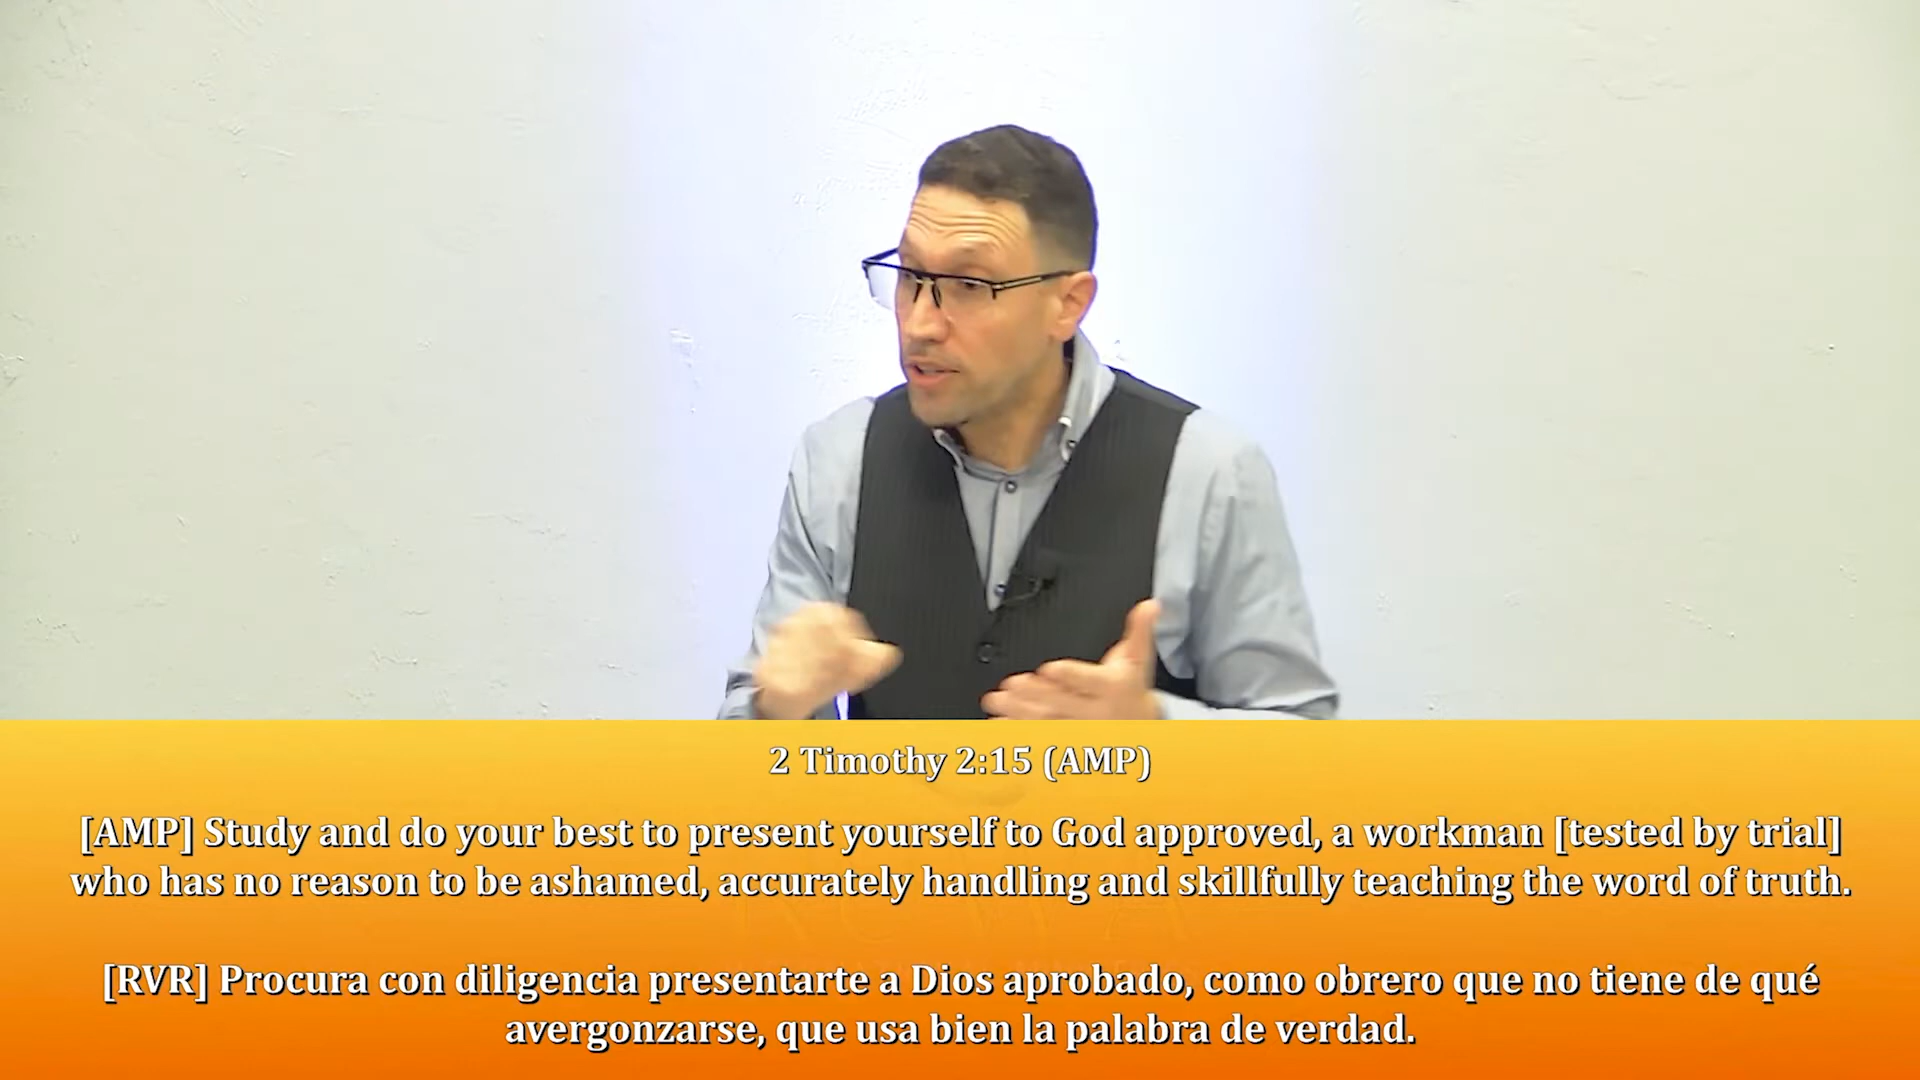 2 Timothy 2:15 (AMP)
[AMP] Study and do your best to present yourself to God approved, a workman [tested by trial]
who has no reason to be ashamed, accurately handling and skillfully teaching the word of truth.
[RVR] Procura con diligencia presentarte a Dios aprobado, como obrero que no tiene de qué
avergonzarse, que usa bien la palabra de verdad.